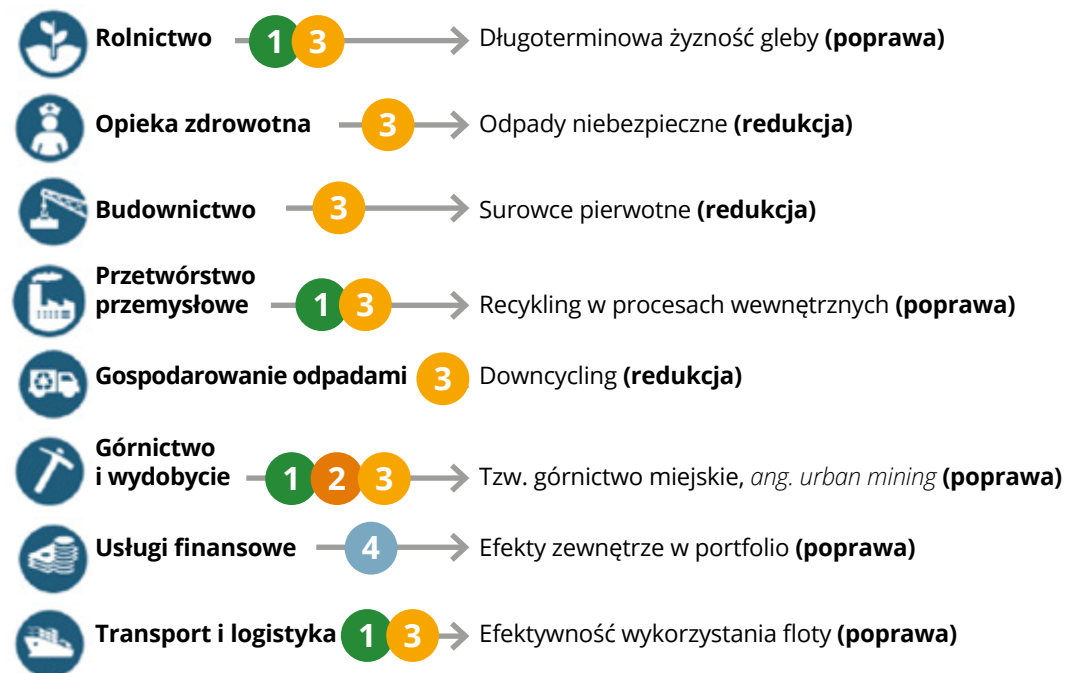 Rolnictwo 1 3 Długoterminowa żyzność gleby (poprawa)
Opieka zdrowotna 3 Odpady niebezpieczne (redukcja)
Budownictwo 3 Surowce pierwotne (redukcja)
Przetwórstwo
przemysłowe 1 3 Recykling w procesach wewnętrznych (poprawa)
Gospodarowanie odpadami 3 Downcycling (redukcja)
Górnictwo
i wydobycie 1 2 3 Tzw. górnictwo miejskie, ang. urban mining (poprawa)
Usługi finansowe 4 Efekty zewnętrze w portfolio (poprawa)
Transport i logistyka 1 3 Efektywność wykorzystania floty (poprawa)